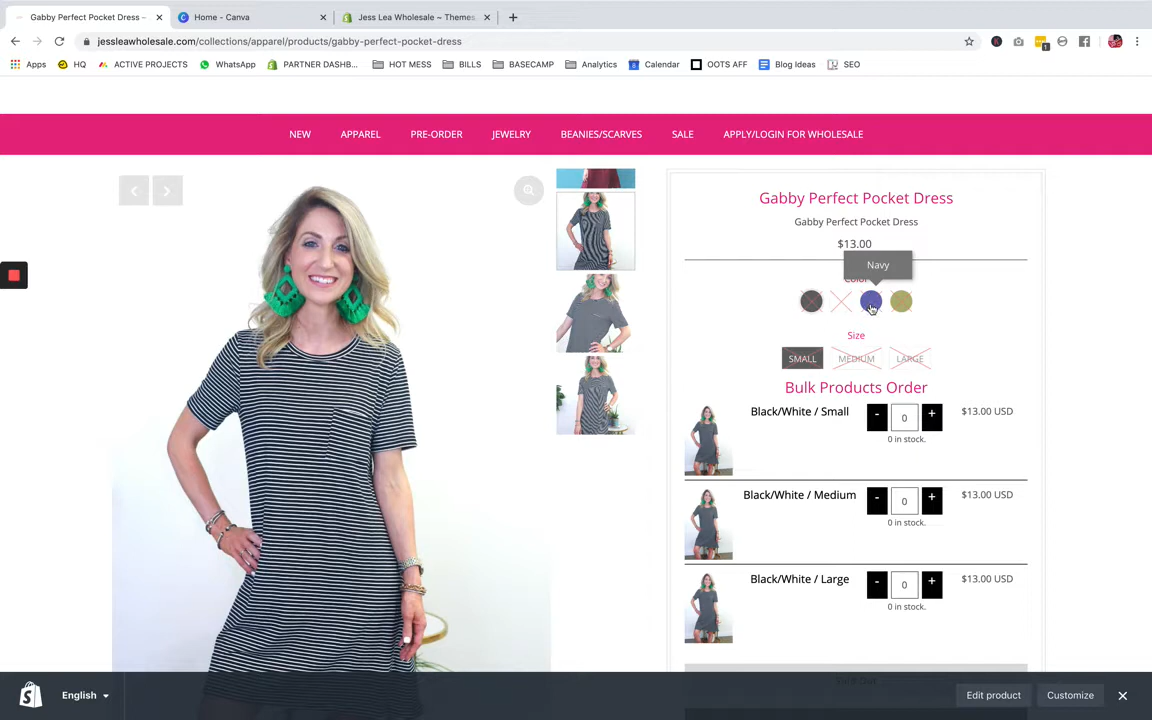 Gabby Perfect Pocket Dress –
Home - Canva
Jess Lea Wholesale ~ Themes
jessleawholesale.com/collections/apparel/products/gabby-perfect-pocket-dress
Apps
HQ
ACTIVE PROJECTS
WhatsApp
PARTNER DASHB...
HOT MESS
BILLS
BASECAMP
Analytics
Calendar
OOTS AFF
Blog Ideas
SEO
NEW
APPAREL
PRE-ORDER
JEWELRY
BEANIES/SCARVES
SALE
APPLY/LOGIN FOR WHOLESALE
Gabby Perfect Pocket Dress
Gabby Perfect Pocket Dress
$13.00
Navy
Color
Size
SMALL
MEDIUM
LARGE
Bulk Products Order
Black/White / Small
- 0 +
$13.00 USD
0 in stock.
Black/White / Medium
- 0 +
$13.00 USD
0 in stock.
Black/White / Large
- 0 +
$13.00 USD
0 in stock.
Sold Out
English
Edit product
Customize